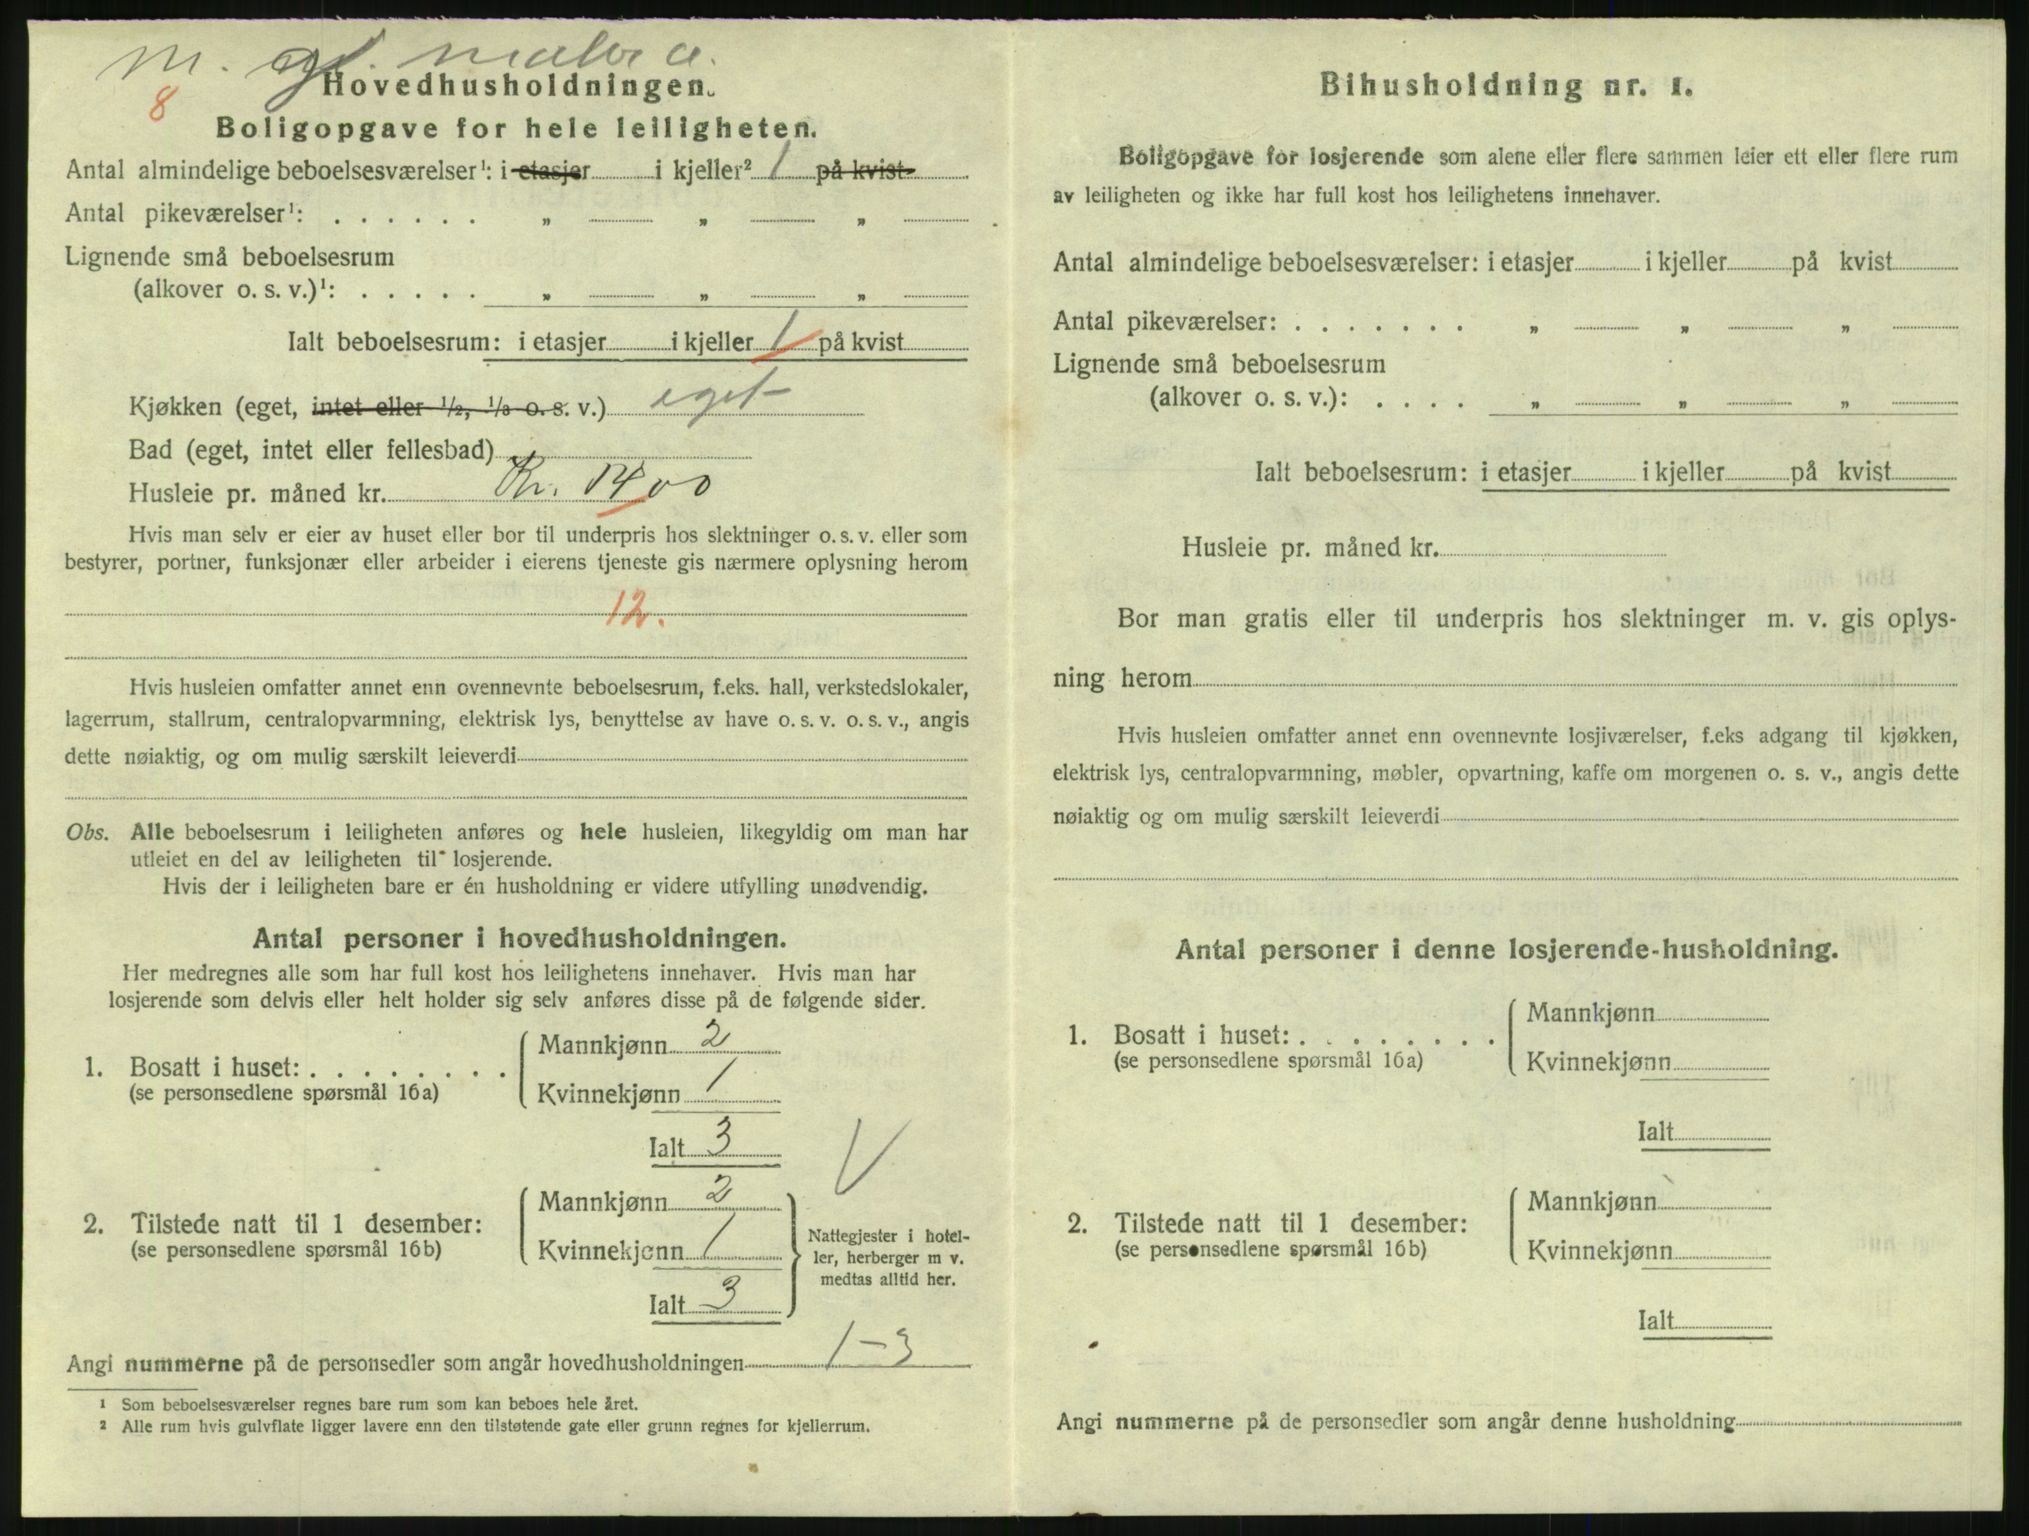 M. gl.
Hovedhusholdningen.
8
Boligopgave for hele leiligheten.
Antal almindelige beboelsesværelser¹: i etasjer i kjeller² 1 på kvist
Antal pikeværelser¹: . . . . . . „ „ „
Lignende små beboelsesrum
(alkover o. s. v.)¹: . . . . . „ „ „
Ialt beboelsesrum: i etasjer i kjeller 1 på kvist
Kjøkken (eget, intet eller ½, ⅓ o. s. v.) eget
Bad (eget, intet eller fellesbad)
Husleie pr. måned kr. Kr. 14 00
Hvis man selv er eier av huset eller bor til underpris hos slektninger o. s. v. eller som
bestyrer, portner, funksjonær eller arbeider i eierens tjeneste gis nærmere oplysning herom
12.
Hvis husleien omfatter annet enn ovennevnte beboelsesrum, f.eks. hall, verkstedslokaler,
lagerrum, stallrum, centralopvarmning, elektrisk lys, benyttelse av have o. s. v. o. s. v., angis
dette nøiaktig, og om mulig særskilt leieverdi
Obs. Alle beboelsesrum i leiligheten anføres og hele husleien, likegyldig om man har
utleiet en del av leiligheten til losjerende.
Hvis der i leiligheten bare er én husholdning er videre utfylling unødvendig.
Antal personer i hovedhusholdningen.
Her medregnes alle som har full kost hos leilighetens innehaver. Hvis man har
losjerende som delvis eller helt holder sig selv anføres disse på de følgende sider.
Mannkjønn 2
1. Bosatt i huset: . . . . . . . .
(se personsedlene spørsmål 16a)
Kvinnekjønn 1
Ialt 3
Mannkjønn 2
2. Tilstede natt til 1 desember:
(se personsedlene spørsmål 16b)
Kvinnekjønn 1
Ialt 3
Nattegjester i hotel-
ler, herberger m v.
medtas alltid her.
Angi nummerne på de personsedler som angår hovedhusholdningen 1-3
¹ Som beboelsesværelser regnes bare rum som kan beboes hele året.
² Alle rum hvis gulvflate ligger lavere enn den tilstøtende gate eller grunn regnes for kjellerrum.
Bihusholdning nr. 1.
Boligopgave for losjerende som alene eller flere sammen leier ett eller flere rum
av leiligheten og ikke har full kost hos leilighetens innehaver.
Antal almindelige beboelsesværelser: i etasjer i kjeller på kvist
Antal pikeværelser: . . . . . . . „ „ „
Lignende små beboelsesrum
(alkover o. s. v.): . . . . „ „ „
Ialt beboelsesrum: i etasjer i kjeller på kvist
Husleie pr. måned kr.
Bor man gratis eller til underpris hos slektninger m. v. gis oplys-
ning herom
Hvis husleien omfatter annet enn ovennevnte losjiværelser, f.eks adgang til kjøkken,
elektrisk lys, centralopvarmning, møbler, opvartning, kaffe om morgenen o. s. v., angis dette
nøiaktig og om mulig særskilt leieverdi
Antal personer i denne losjerende-husholdning.
Mannkjønn
1. Bosatt i huset: . . . . . . . .
(se personsedlene spørsmål 16a)
Kvinnekjønn
Ialt
Mannkjønn
2. Tilstede natt til 1 desember:
(se personsedlene spørsmål 16b)
Kvinnekjønn
Ialt
Angi nummerne på de personsedler som angår denne husholdning